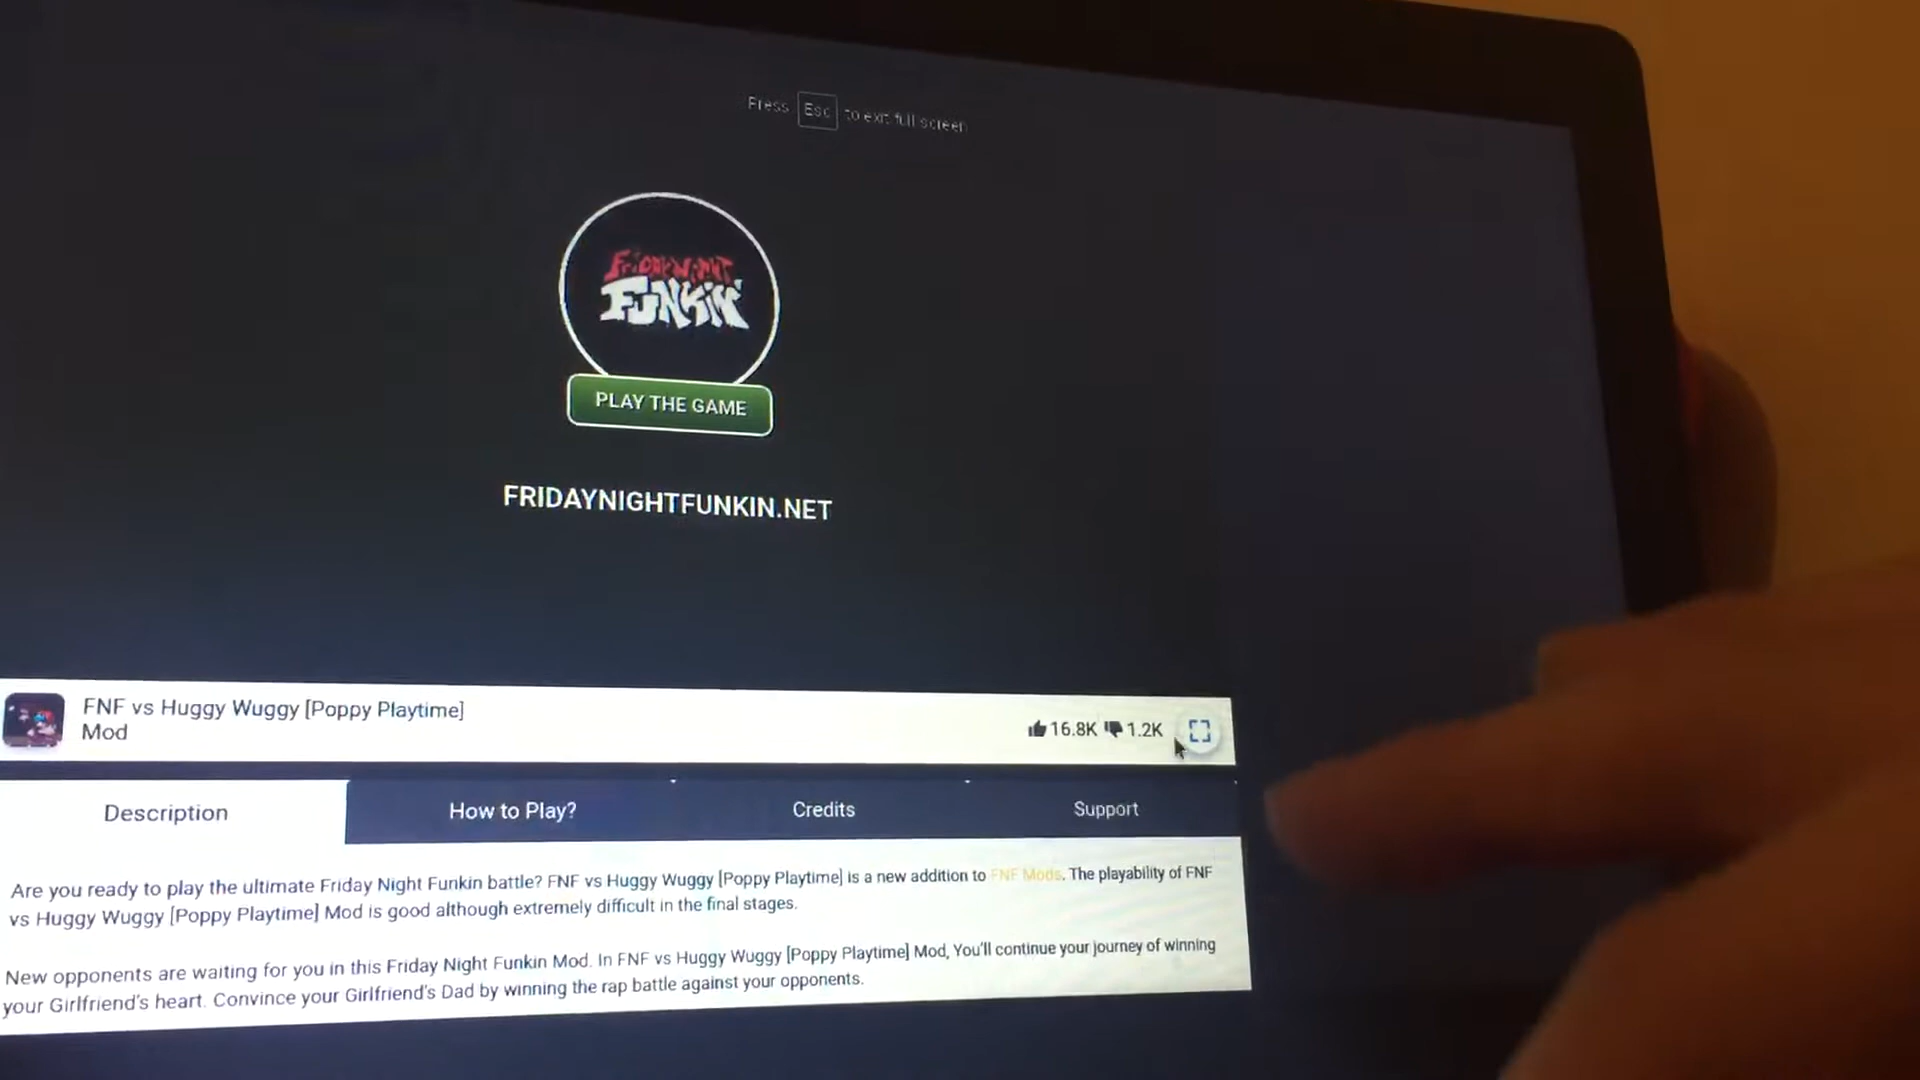 Press Esc to exit full screen
FRIDAY NIGHT
FUNKIN'
PLAY THE GAME
FRIDAYNIGHTFUNKIN.NET
FNF vs Huggy Wuggy [Poppy Playtime]
Mod
16.8K 1.2K
Description How to Play? Credits Support
Are you ready to play the ultimate Friday Night Funkin battle? FNF vs Huggy Wuggy [Poppy Playtime] is a new addition to FNF Mods. The playability of FNF
vs Huggy Wuggy [Poppy Playtime] Mod is good although extremely difficult in the final stages.
New opponents are waiting for you in this Friday Night Funkin Mod. In FNF vs Huggy Wuggy [Poppy Playtime] Mod, You'll continue your journey of winning
your Girlfriend's heart. Convince your Girlfriend's Dad by winning the rap battle against your opponents.